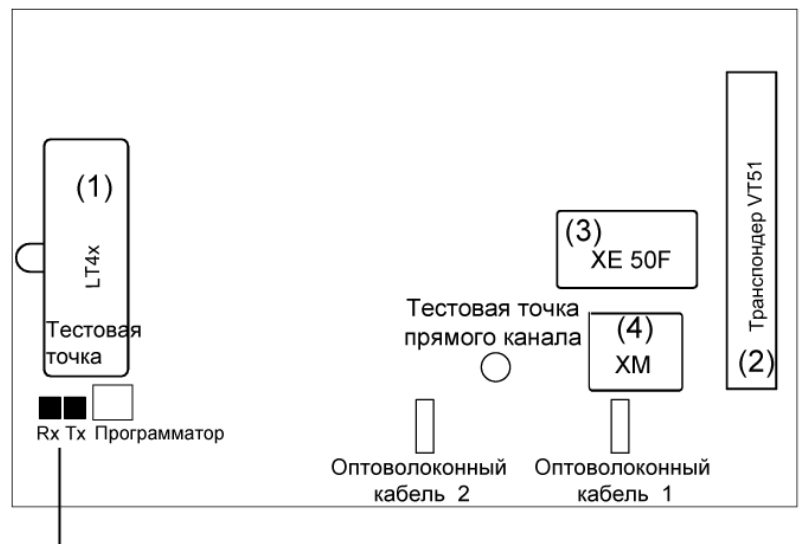 (1)
LT4x
Тестовая
точка
Rx Tx Программатор
Тестовая точка
прямого канала
(3)
XE 50F
(4)
XM
Транспондер VT51
(2)
Оптоволоконный
кабель 2
Оптоволоконный
кабель 1